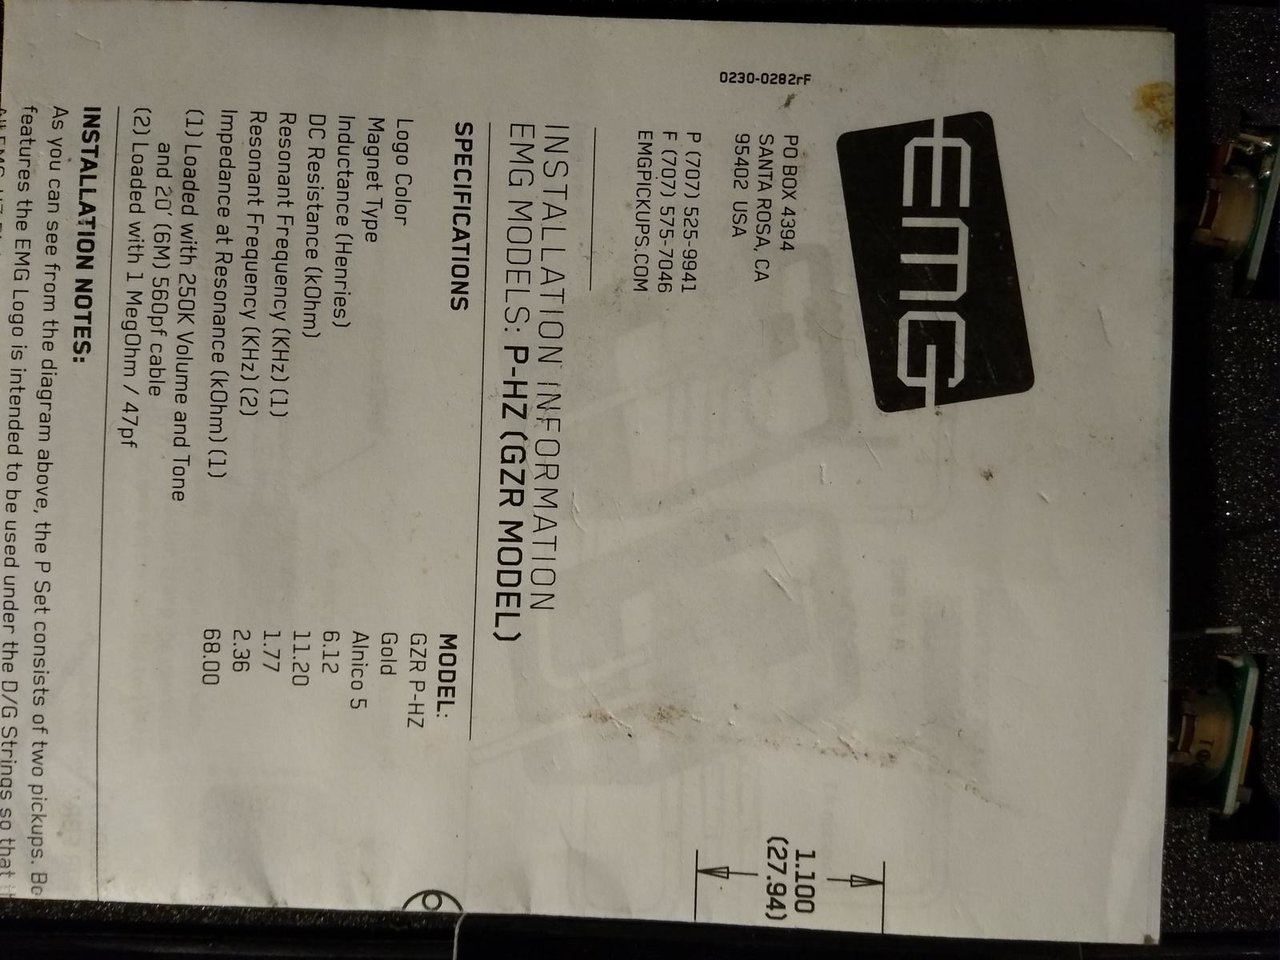 0230-0282rF
EMG
PO BOX 4394
SANTA ROSA, CA
95402 USA
P (707) 525-9941
F (707) 575-7046
EMGPICKUPS.COM
1.100
(27.94)
INSTALLATION INFORMATION
EMG MODELS: P-HZ (GZR MODEL)
SPECIFICATIONS MODEL:
GZR P-HZ
Logo Color Gold
Magnet Type Alnico 5
Inductance (Henries) 6.12
DC Resistance (kOhm) 11.20
Resonant Frequency (KHz) (1) 1.77
Resonant Frequency (KHz) (2) 2.36
Impedance at Resonance (kOhm) (1) 68.00
(1) Loaded with 250K Volume and Tone
and 20' (6M) 560pf cable
(2) Loaded with 1 MegOhm / 47pf
6
INSTALLATION NOTES:
As you can see from the diagram above, the P Set consists of two pickups. Bo
features the EMG Logo is intended to be used under the D/G Strings so that